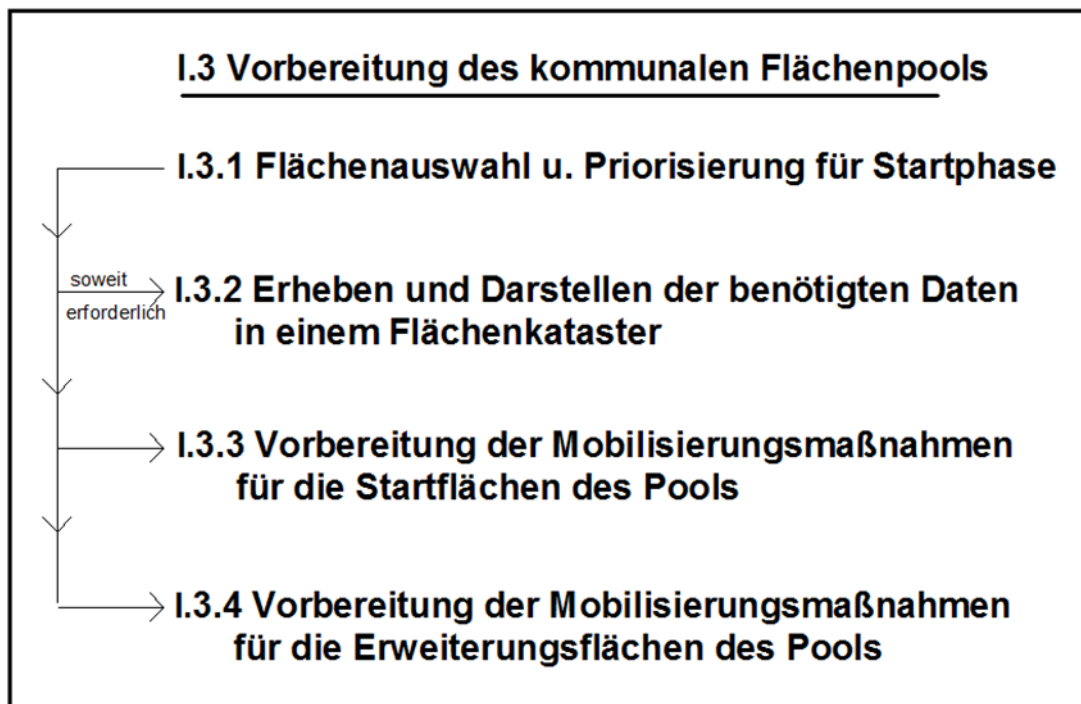 I.3 Vorbereitung des kommunalen Flächenpools
I.3.1 Flächenauswahl u. Priorisierung für Startphase
soweit
erforderlich
I.3.2 Erheben und Darstellen der benötigten Daten
in einem Flächenkataster
I.3.3 Vorbereitung der Mobilisierungsmaßnahmen
für die Startflächen des Pools
I.3.4 Vorbereitung der Mobilisierungsmaßnahmen
für die Erweiterungsflächen des Pools